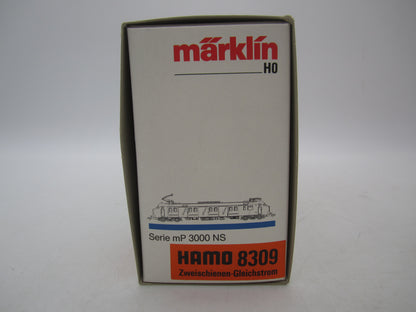 märklin
H0
Serie mP 3000 NS
HAMO 8309
Zweischienen-Gleichstrom